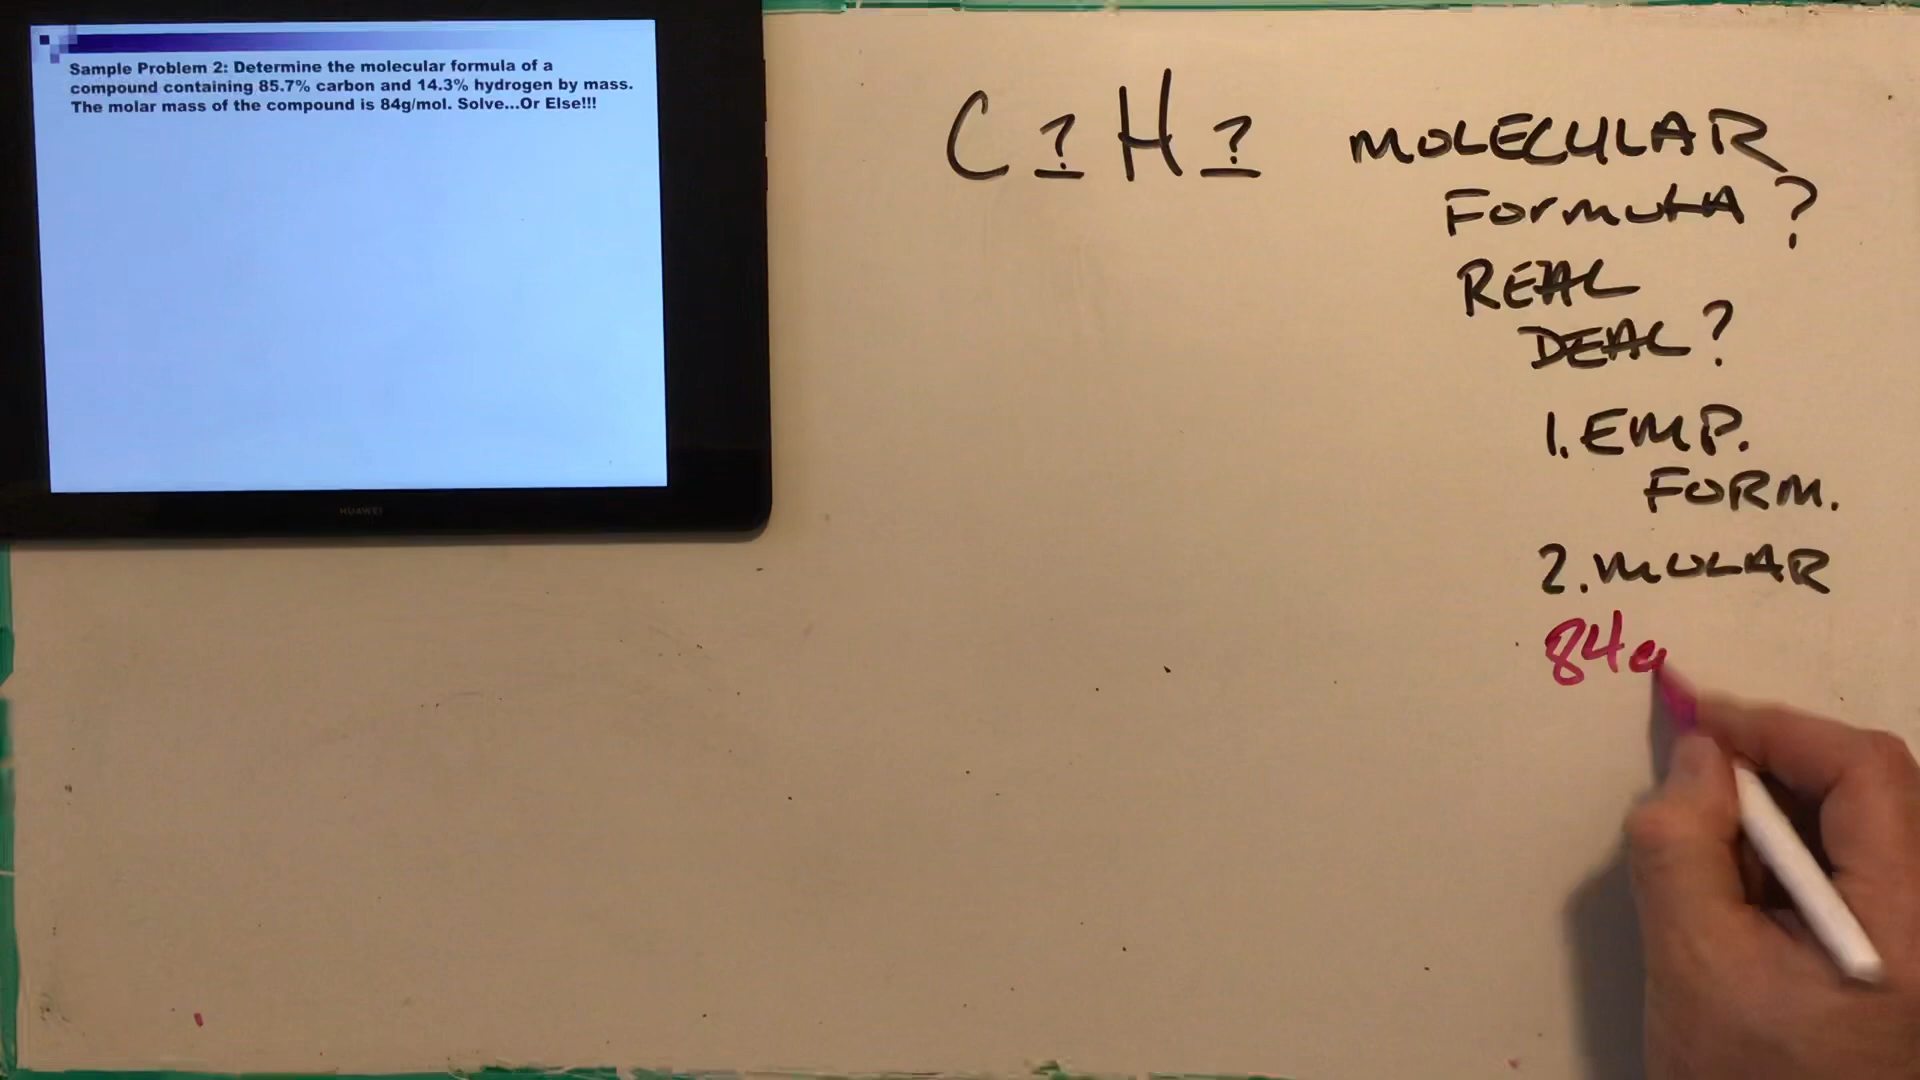 Sample Problem 2: Determine the molecular formula of a
compound containing 85.7% carbon and 14.3% hydrogen by mass.
The molar mass of the compound is 84g/mol. Solve...Or Else!!!
HUAWEI
C ? H ? MOLECULAR
FORMULA?
REAL
DEAL?
1. EMP.
FORM.
2. MOLAR
84g